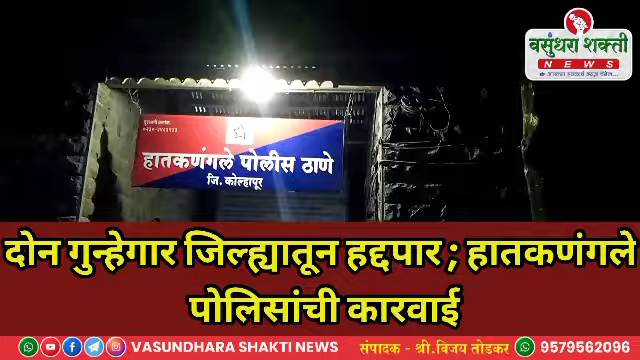 वसुंधरा शक्ती
NEWS
हातकणंगले पोलीस ठाणे
जि. कोल्हापूर
दोन गुन्हेगार जिल्ह्यातून हद्दपार ; हातकणंगले
पोलिसांची कारवाई
VASUNDHARA SHAKTI NEWS
संपादक - श्री.विजय तोडकर
9579562096